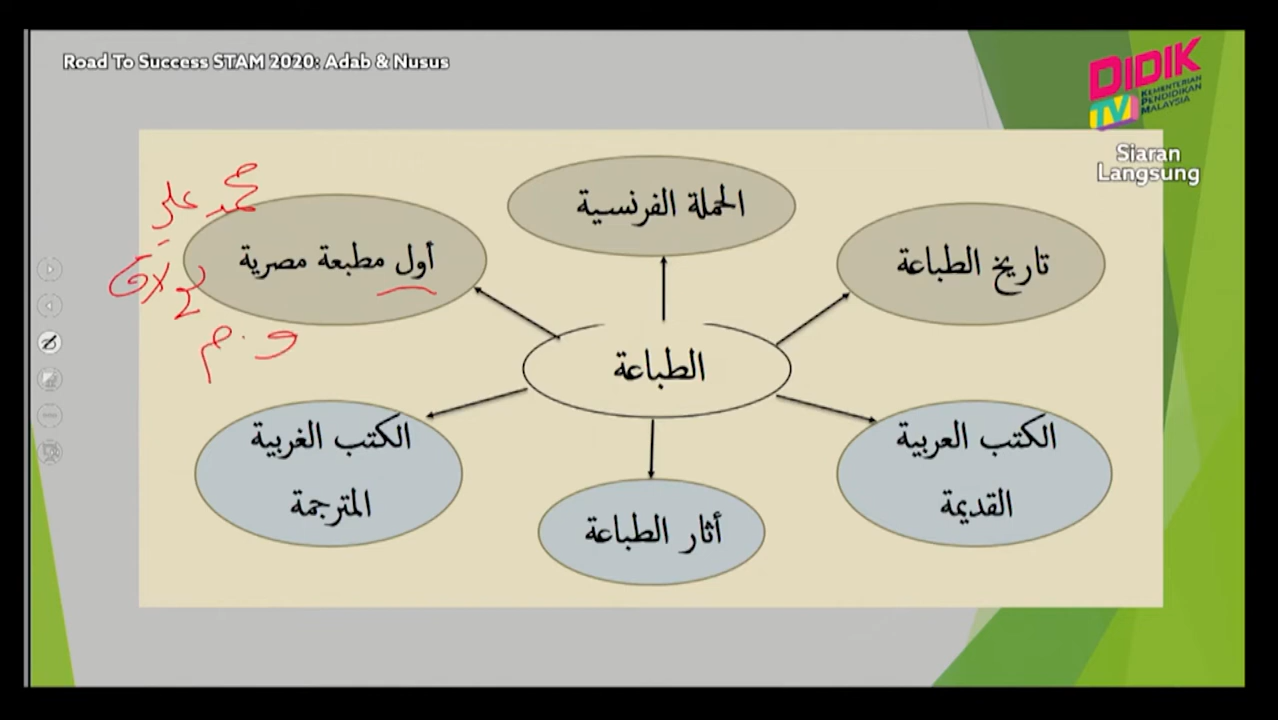 Road To Success STAM 2020: Adab & Nusus
DIDIK
TV
KEMENTERIAN
PENDIDIKAN
MALAYSIA
Siaran
Langsung
محمد علي
الحملة الفرنسية
تاريخ الطباعة
أول مطبعة مصرية
الطباعة
الكتب العربية
القديمة
أثار الطباعة
الكتب الغربية
المترجمة